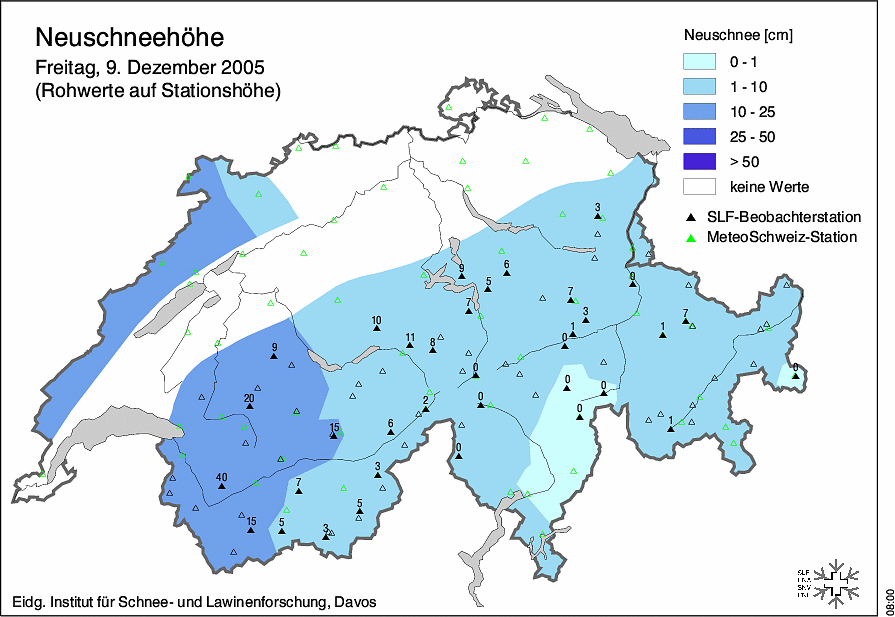 Neuschneehöhe
Freitag, 9. Dezember 2005
(Rohwerte auf Stationshöhe)
Neuschnee [cm]
0 - 1
1 - 10
10 - 25
25 - 50
> 50
keine Werte
SLF-Beobachterstation
MeteoSchweiz-Station
3
9
6
5
0
7
7
3
7
10
1
1
11
8
0
9
0
0
0
0
20
2
0
0
15
6
1
0
40
3
7
5
15
5
3
SLF
Eidg. Institut für Schnee- und Lawinenforschung, Davos
08:00